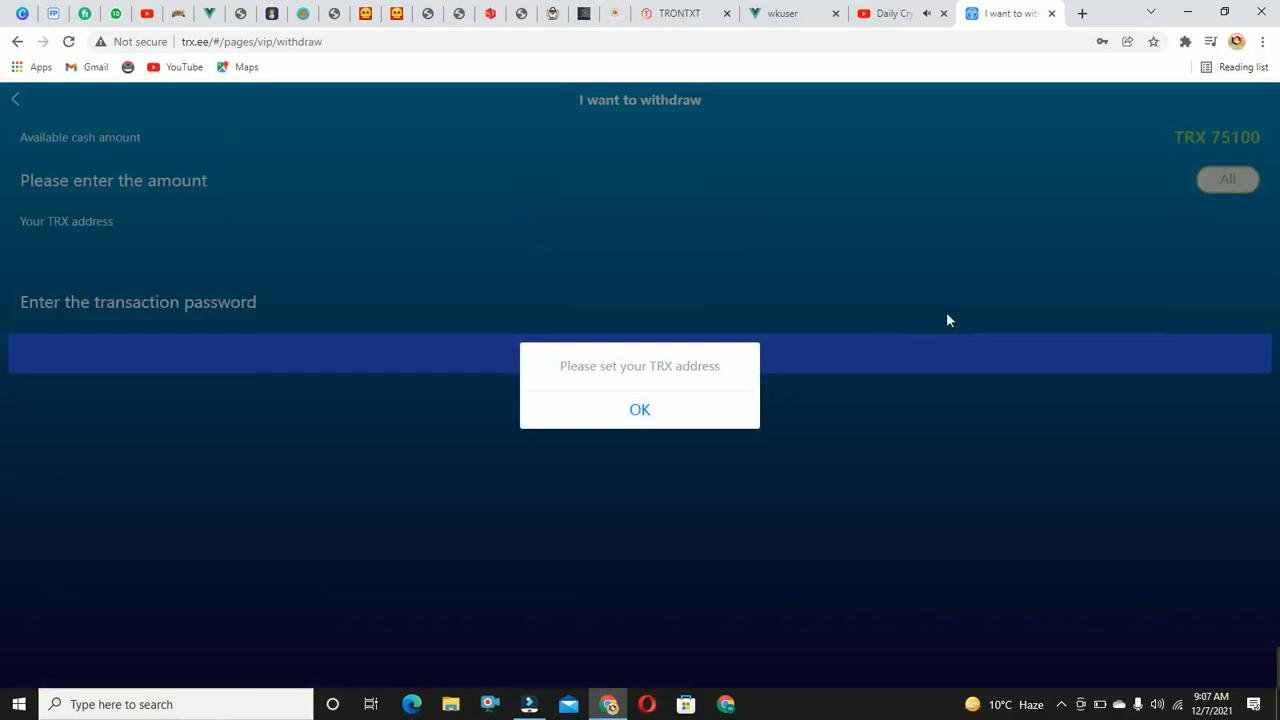 10
TRONTXT
wkuser
Daily Cry
I want to with
Not secure
trx.ee/#/pages/vip/withdraw
Apps
Gmail
YouTube
Maps
Reading list
I want to withdraw
Available cash amount
TRX 75100
Please enter the amount
All
Your TRX address
Enter the transaction password
Please set your TRX address
OK
Type here to search
10°C Haze
9:07 AM
12/7/2021